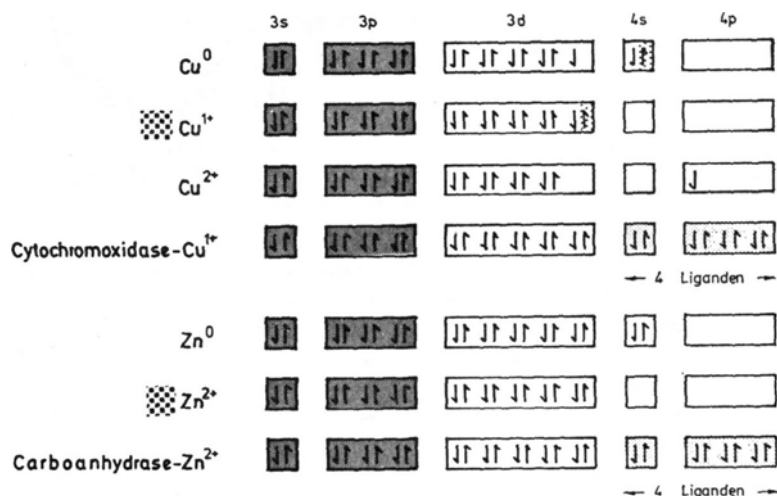 3s 3p 3d 4s 4p
Cu⁰
Cu¹⁺
Cu²⁺
Cytochromoxidase-Cu¹⁺
← 4 Liganden →
Zn⁰
Zn²⁺
Carboanhydrase-Zn²⁺
← 4 Liganden →